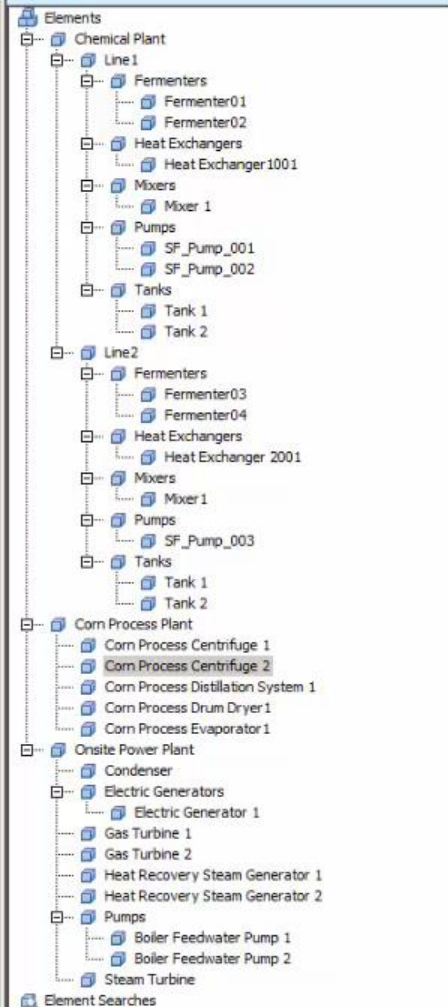 Elements
Chemical Plant
Line1
Fermenters
Fermenter01
Fermenter02
Heat Exchangers
Heat Exchanger1001
Mixers
Mixer 1
Pumps
SF_Pump_001
SF_Pump_002
Tanks
Tank 1
Tank 2
Line2
Fermenters
Fermenter03
Fermenter04
Heat Exchangers
Heat Exchanger 2001
Mixers
Mixer1
Pumps
SF_Pump_003
Tanks
Tank 1
Tank 2
Corn Process Plant
Corn Process Centrifuge 1
Corn Process Centrifuge 2
Corn Process Distillation System 1
Corn Process Drum Dryer1
Corn Process Evaporator1
Onsite Power Plant
Condenser
Electric Generators
Electric Generator 1
Gas Turbine 1
Gas Turbine 2
Heat Recovery Steam Generator 1
Heat Recovery Steam Generator 2
Pumps
Boiler Feedwater Pump 1
Boiler Feedwater Pump 2
Steam Turbine
Element Searches